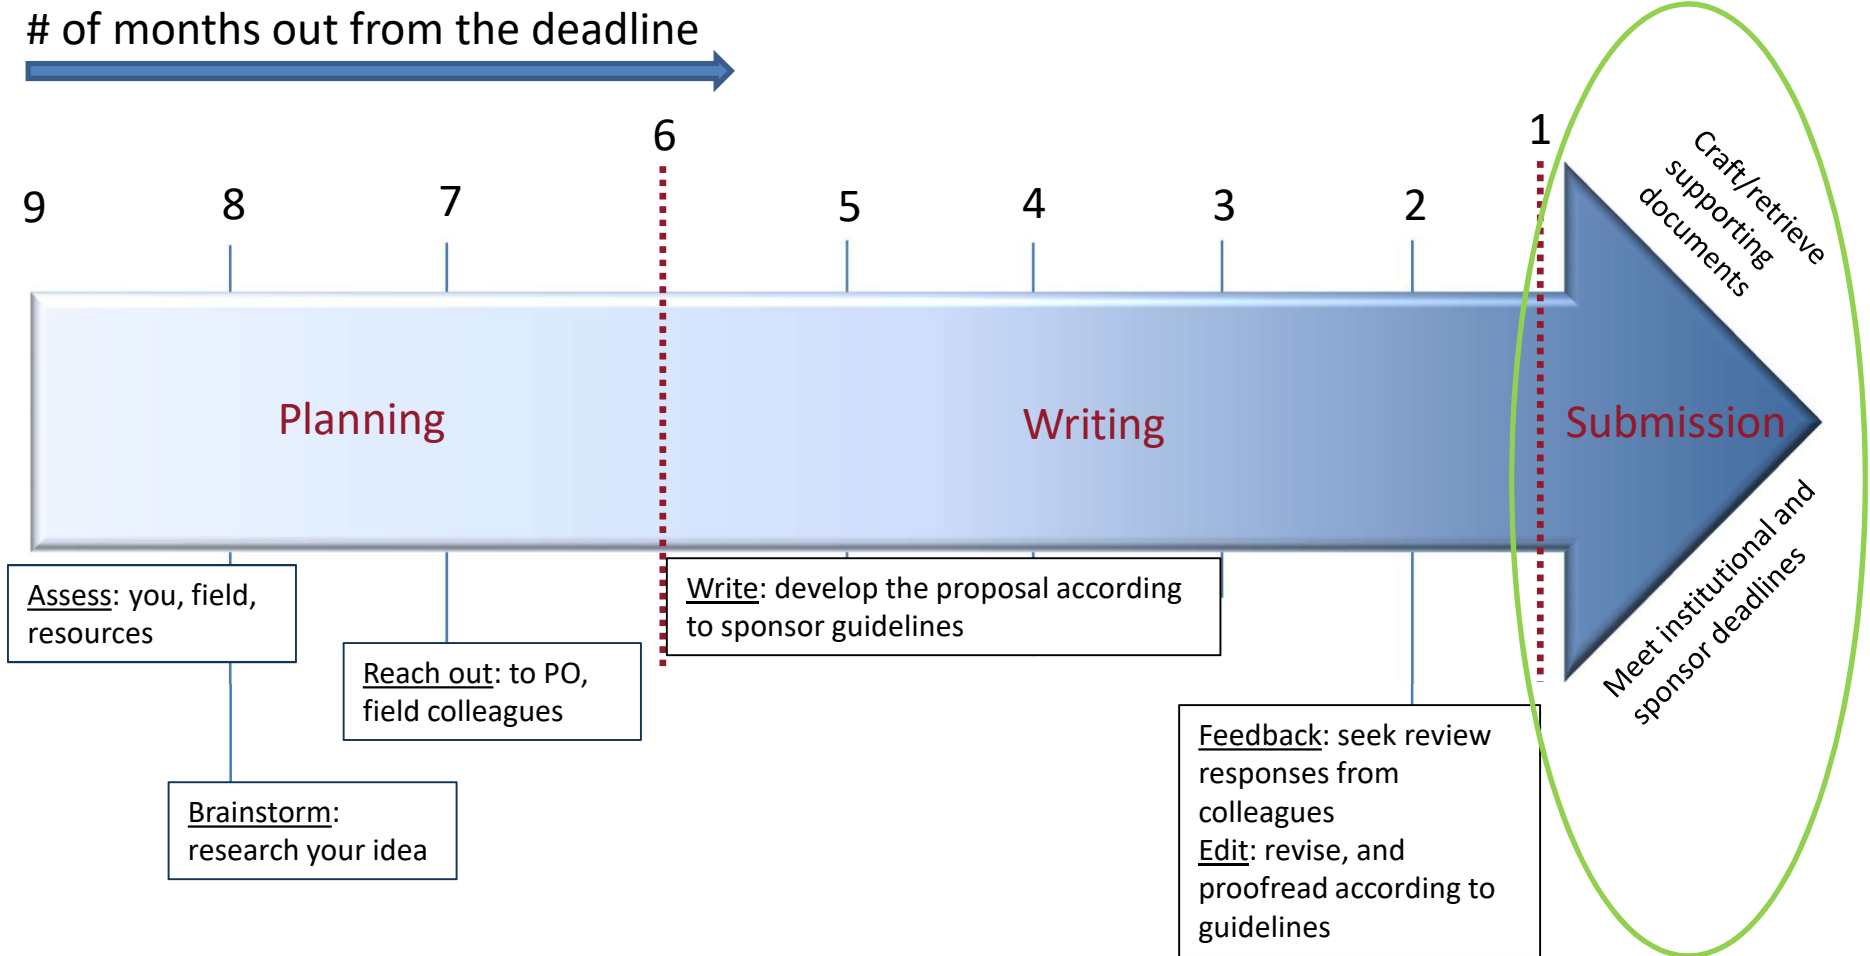 # of months out from the deadline
9
8
7
6
5
4
3
2
1
Craft/retrieve
supporting
documents
Planning
Writing
Submission
Assess: you, field,
resources
Write: develop the proposal according
to sponsor guidelines
Meet institutional and
sponsor deadlines
Reach out: to PO,
field colleagues
Brainstorm:
research your idea
Feedback: seek review
responses from
colleagues
Edit: revise, and
proofread according to
guidelines